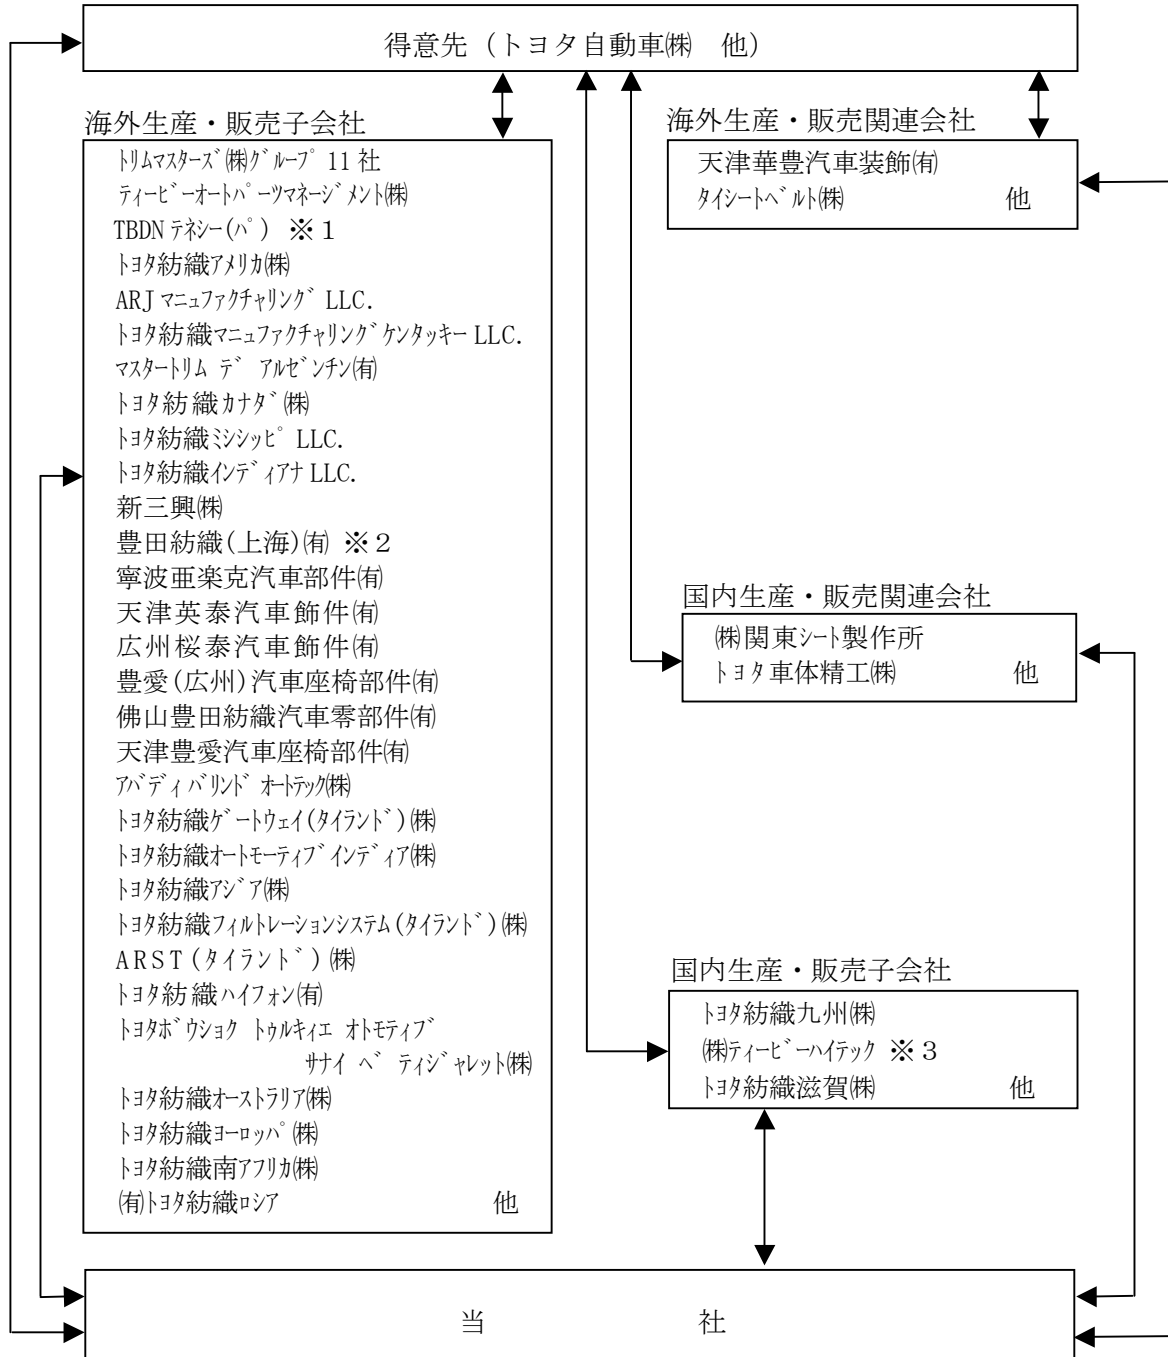 得意先（トヨタ自動車㈱　他）
海外生産・販売子会社
ﾄﾘﾑﾏｽﾀｰｽﾞ㈱ｸﾞﾙｰﾌﾟ 11社
ﾃｨｰﾋﾞｰｵｰﾄﾊﾟｰﾂﾏﾈｰｼﾞﾒﾝﾄ㈱
TBDNﾃﾈｼｰ(ﾊﾟ) ※１
ﾄﾖﾀ紡織ｱﾒﾘｶ㈱
ARJﾏﾆｭﾌｧｸﾁｬﾘﾝｸﾞ LLC.
ﾄﾖﾀ紡織ﾏﾆｭﾌｧｸﾁｬﾘﾝｸﾞｹﾝﾀｯｷｰ LLC.
ﾏｽﾀｰﾄﾘﾑ ﾃﾞ ｱﾙｾﾞﾝﾁﾝ㈲
ﾄﾖﾀ紡織ｶﾅﾀﾞ㈱
ﾄﾖﾀ紡織ﾐｼｼｯﾋﾟ LLC.
ﾄﾖﾀ紡織ｲﾝﾃﾞｨｱﾅ LLC.
新三興㈱
豊田紡織(上海)㈲ ※２
寧波亜楽克汽車部件㈲
天津英泰汽車飾件㈲
広州桜泰汽車飾件㈲
豊愛(広州)汽車座椅部件㈲
佛山豊田紡織汽車零部件㈲
天津豊愛汽車座椅部件㈲
ｱﾊﾞﾃﾞｨﾊﾞﾘﾝﾄﾞ ｵｰﾄﾃｯｸ㈱
ﾄﾖﾀ紡織ｹﾞｰﾄｳｪｲ(ﾀｲﾗﾝﾄﾞ)㈱
ﾄﾖﾀ紡織ｵｰﾄﾓｰﾃｨﾌﾞｲﾝﾃﾞｨｱ㈱
ﾄﾖﾀ紡織ｱｼﾞｱ㈱
ﾄﾖﾀ紡織ﾌｨﾙﾄﾚｰｼｮﾝｼｽﾃﾑ(ﾀｲﾗﾝﾄﾞ)㈱
ARST(ﾀｲﾗﾝﾄﾞ)㈱
ﾄﾖﾀ紡織ﾊｲﾌｫﾝ㈲
ﾄﾖﾀﾎﾞｳｼｮｸ ﾄｩﾙｷｨｴ ｵﾄﾓﾃｨﾌﾞ
ｻﾅｲ ﾍﾞ ﾃｨｼﾞｬﾚｯﾄ㈱
ﾄﾖﾀ紡織ｵｰｽﾄﾗﾘｱ㈱
ﾄﾖﾀ紡織ﾖｰﾛｯﾊﾟ㈱
ﾄﾖﾀ紡織南ｱﾌﾘｶ㈱
㈲ﾄﾖﾀ紡織ﾛｼｱ　他
海外生産・販売関連会社
天津華豊汽車装飾㈲
ﾀｲｼｰﾄﾍﾞﾙﾄ㈱　他
国内生産・販売関連会社
㈱関東ｼｰﾄ製作所
ﾄﾖﾀ車体精工㈱　他
国内生産・販売子会社
ﾄﾖﾀ紡織九州㈱
㈱ﾃｨｰﾋﾞｰﾊｲﾃｯｸ ※３
ﾄﾖﾀ紡織滋賀㈱　他
当　社